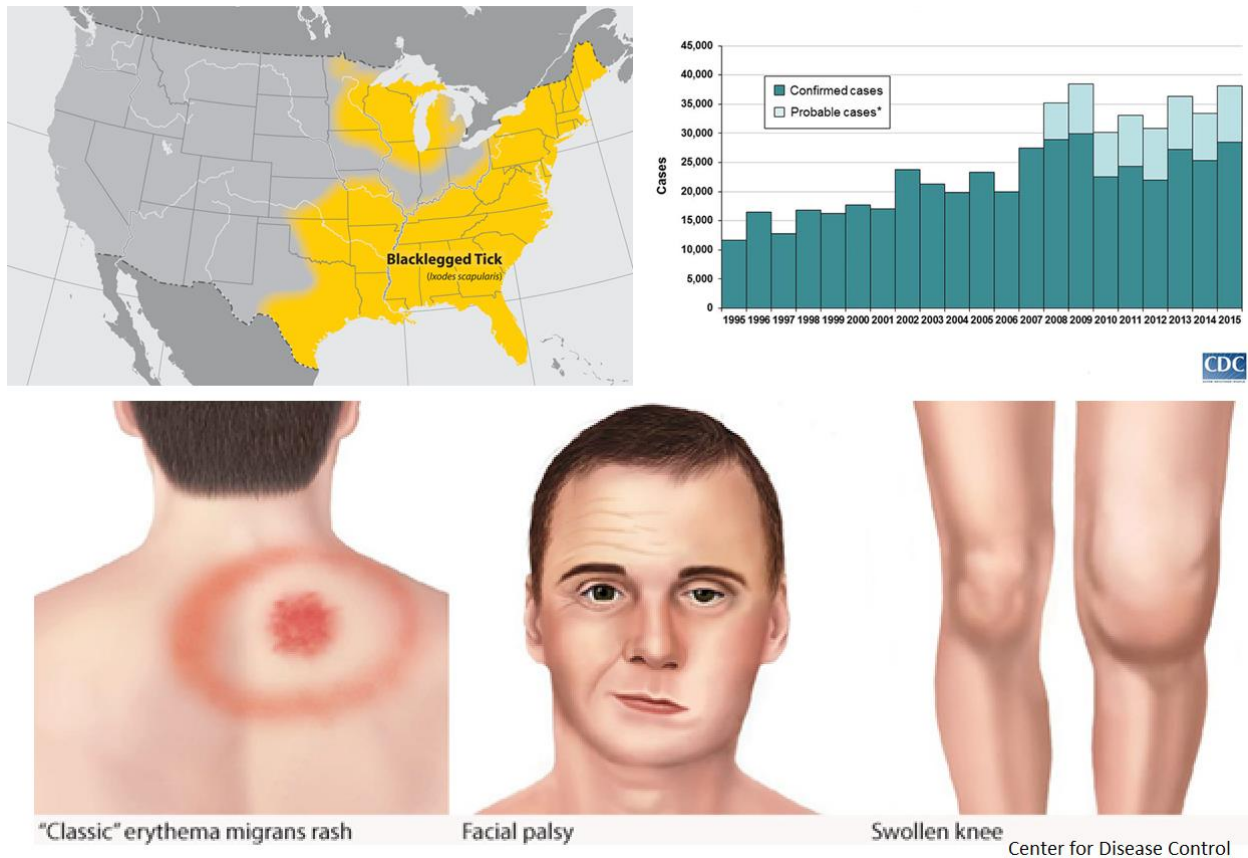 Blacklegged Tick
(Ixodes scapularis)
45,000
40,000
35,000
30,000
25,000
20,000
15,000
10,000
5,000
0
Cases
Confirmed cases
Probable cases*
1995 1996 1997 1998 1999 2000 2001 2002 2003 2004 2005 2006 2007 2008 2009 2010 2011 2012 2013 2014 2015
CDC
"Classic" erythema migrans rash
Facial palsy
Swollen knee
Center for Disease Control